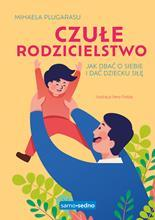 MIHAELA PLUGARASU
CZUŁE
RODZICIELSTWO
JAK DBAĆ O SIEBIE
I DAĆ DZIECKU SIŁĘ
samo•sedno